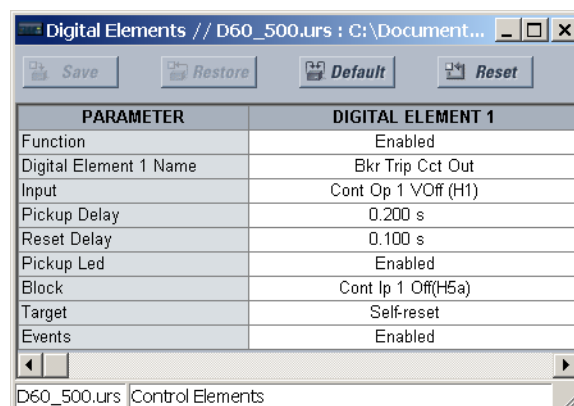 Digital Elements // D60_500.urs : C:\Document...
Save Restore Default Reset
PARAMETER DIGITAL ELEMENT 1
Function Enabled
Digital Element 1 Name Bkr Trip Cct Out
Input Cont Op 1 VOff (H1)
Pickup Delay 0.200 s
Reset Delay 0.100 s
Pickup Led Enabled
Block Cont Ip 1 Off(H5a)
Target Self-reset
Events Enabled
D60_500.urs Control Elements